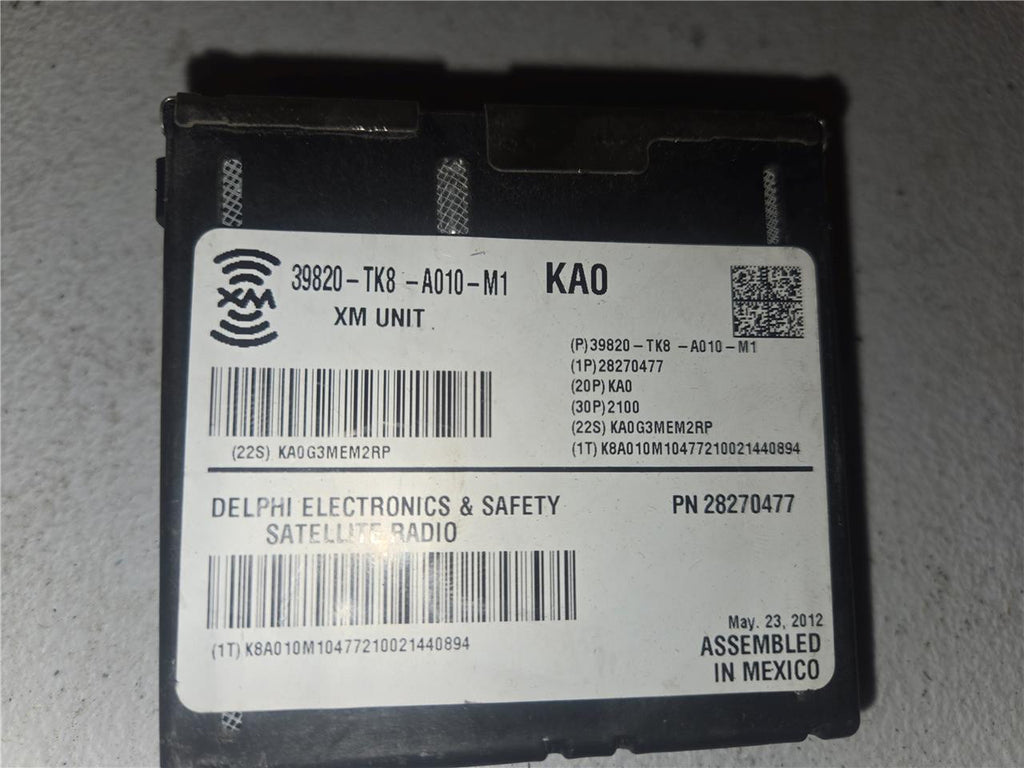 XM
39820-TK8 -A010-M1 KA0
XM UNIT
(P)39820-TK8 -A010-M1
(1P)28270477
(20P)KA0
(30P)2100
(22S) KA0G3MEM2RP
(1T)K8A010M10477210021440894
(22S) KA0G3MEM2RP
DELPHI ELECTRONICS & SAFETY
SATELLITE RADIO
PN 28270477
(1T)K8A010M10477210021440894
May. 23, 2012
ASSEMBLED
IN MEXICO